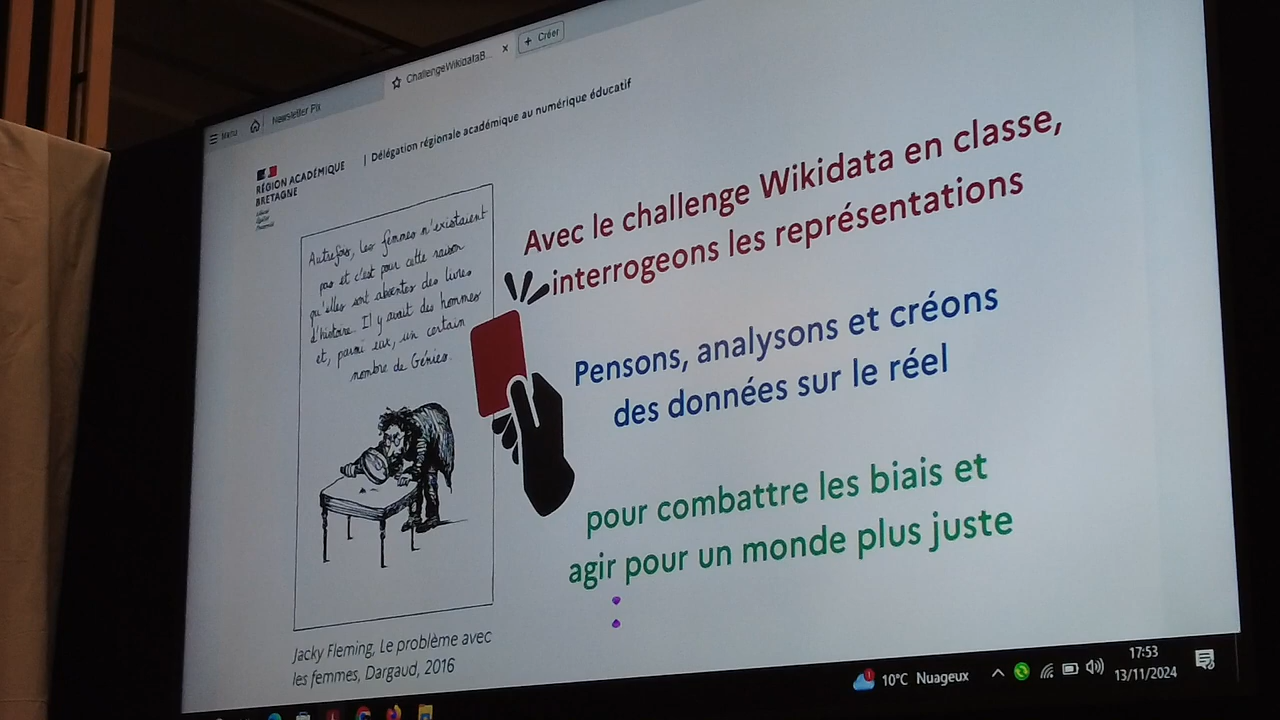 Menu
Newsletter Pix
ChallengeWikidataB...
x
+ Créer
RÉGION ACADÉMIQUE
BRETAGNE
Liberté
Égalité
Fraternité
| Délégation régionale académique au numérique éducatif
Autrefois, les femmes n'existaient
pas et c'est pour cette raison
qu'elles sont absentes des livres
d'histoire. Il y avait des hommes
et, parmi eux, un certain
nombre de Génies.
Jacky Fleming, Le problème avec
les femmes, Dargaud, 2016
Avec le challenge Wikidata en classe,
interrogeons les représentations
Pensons, analysons et créons
des données sur le réel
pour combattre les biais et
agir pour un monde plus juste
10°C Nuageux
17:53
13/11/2024